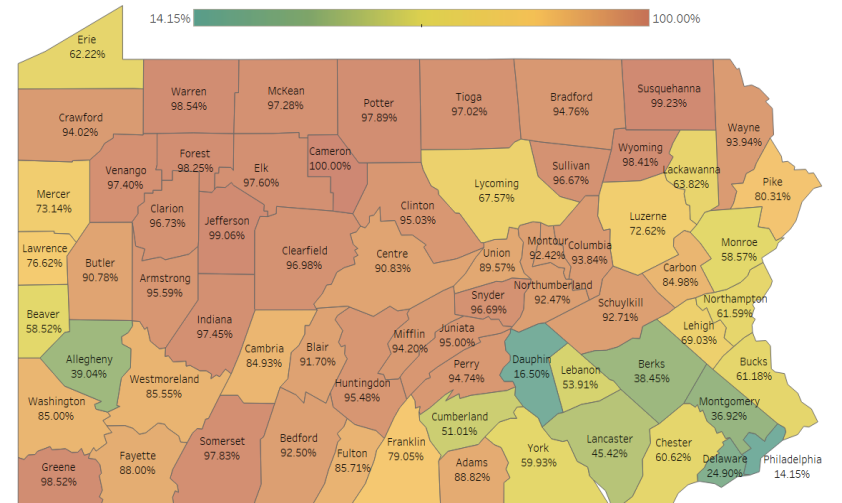 14.15%
100.00%
Erie
62.22%
Warren
98.54%
McKean
97.28%
Potter
97.89%
Tioga
97.02%
Bradford
94.76%
Susquehanna
99.23%
Wayne
93.94%
Crawford
94.02%
Forest
98.25%
Cameron
100.00%
Wyoming
98.41%
Lackawanna
63.82%
Venango
97.40%
Elk
97.60%
Sullivan
96.67%
Pike
80.31%
Mercer
73.14%
Clarion
96.73%
Lycoming
67.57%
Clinton
95.03%
Jefferson
99.06%
Luzerne
72.62%
Lawrence
76.62%
Butler
90.78%
Clearfield
96.98%
Centre
90.83%
Union
89.57%
Montour
92.42%
Columbia
93.84%
Monroe
58.57%
Armstrong
95.59%
Carbon
84.98%
Northumberland
92.47%
Snyder
96.69%
Schuylkill
92.71%
Northampton
61.59%
Beaver
58.52%
Indiana
97.45%
Mifflin
94.20%
Juniata
95.00%
Lehigh
69.03%
Allegheny
39.04%
Cambria
84.93%
Blair
91.70%
Perry
94.74%
Dauphin
16.50%
Lebanon
53.91%
Berks
38.45%
Bucks
61.18%
Westmoreland
85.55%
Huntingdon
95.48%
Washington
85.00%
Montgomery
36.92%
Cumberland
51.01%
Greene
98.52%
Fayette
88.00%
Somerset
97.83%
Bedford
92.50%
Fulton
85.71%
Franklin
79.05%
Adams
88.82%
York
59.93%
Lancaster
45.42%
Chester
60.62%
Delaware
24.90%
Philadelphia
14.15%